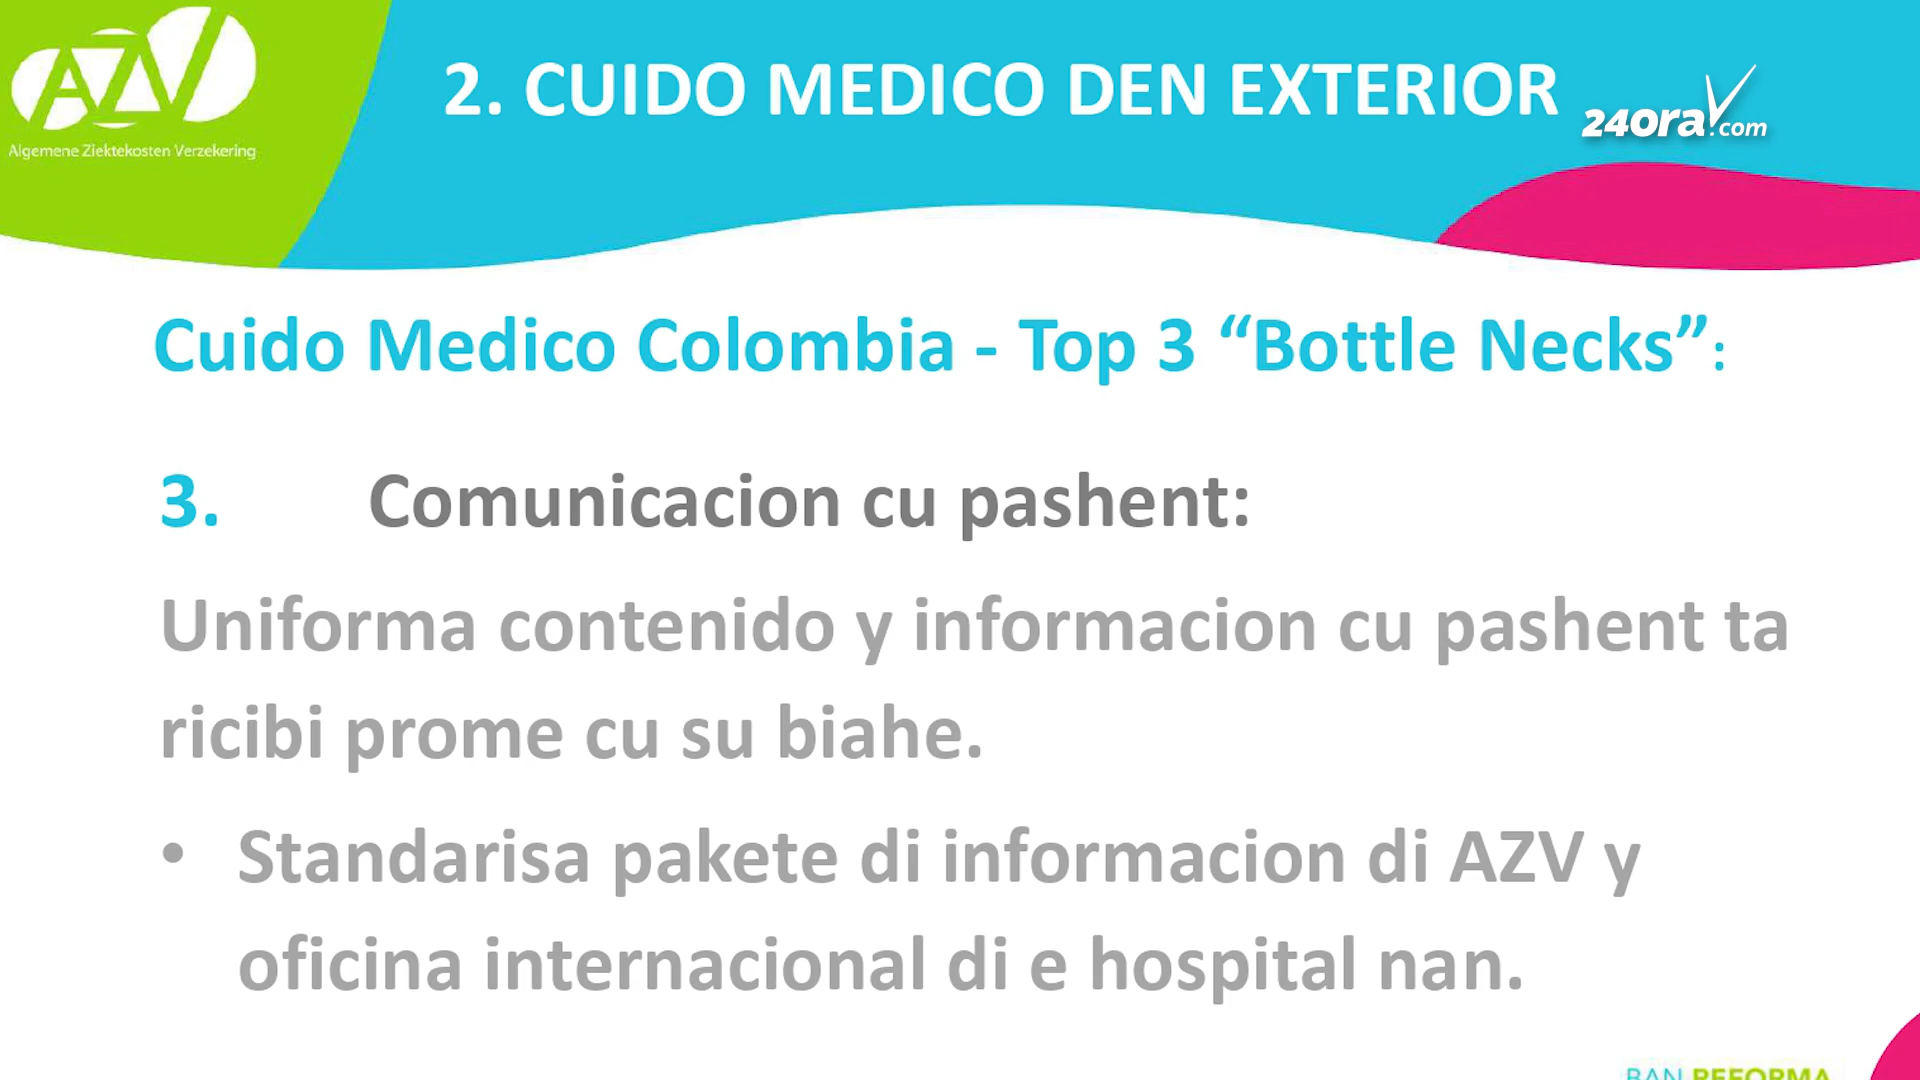 AZV
Algemene Ziektekosten Verzekering
2. CUIDO MEDICO DEN EXTERIOR
24ora.com
Cuido Medico Colombia - Top 3 “Bottle Necks”:
3. Comunicacion cu pashent:
Uniforma contenido y informacion cu pashent ta
ricibi prome cu su biahe.
• Standarisa pakete di informacion di AZV y
oficina internacional di e hospital nan.
BAN REFORMA